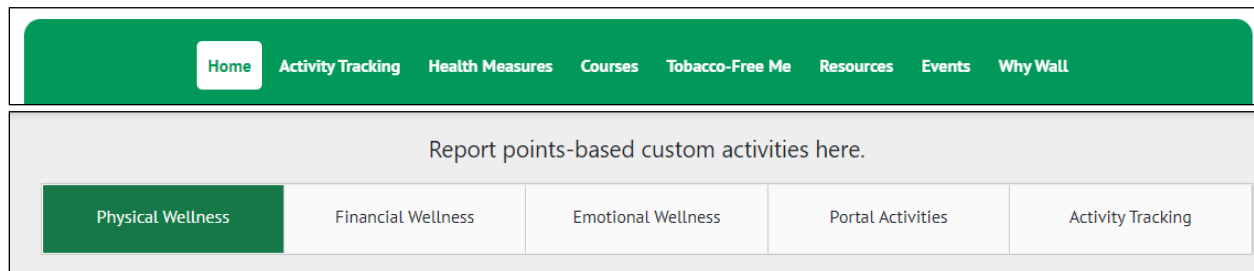 Home Activity Tracking Health Measures Courses Tobacco-Free Me Resources Events Why Wall
Report points-based custom activities here.
Physical Wellness Financial Wellness Emotional Wellness Portal Activities Activity Tracking